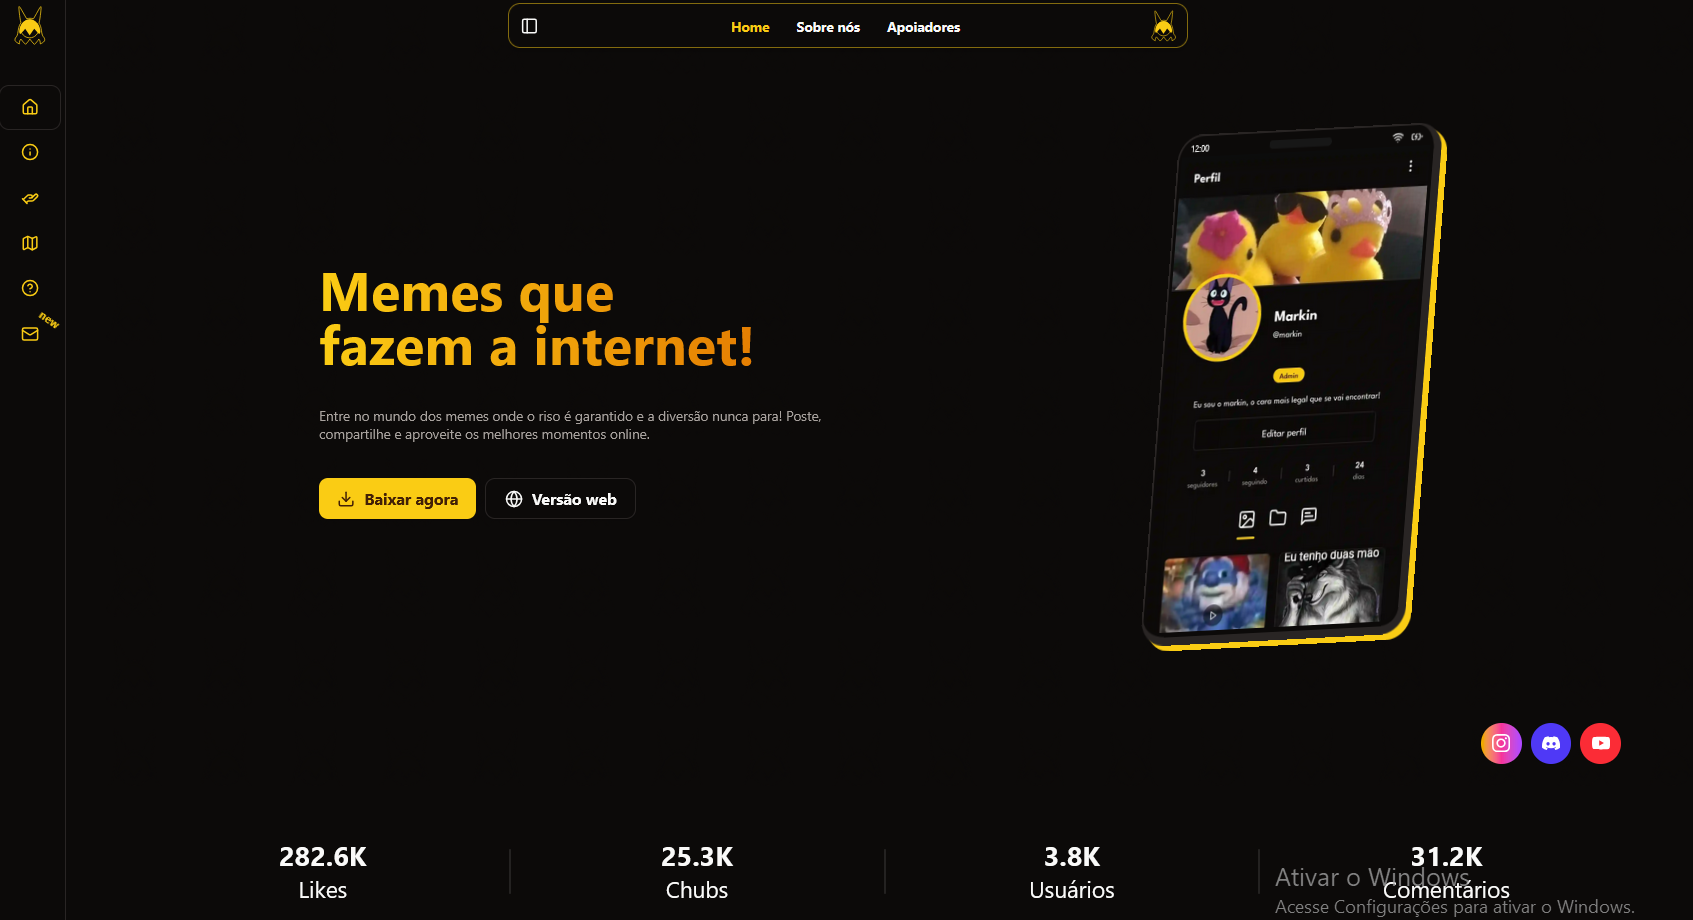 Home Sobre nós Apoiadores
new
Memes que
fazem a internet!
Entre no mundo dos memes onde o riso é garantido e a diversão nunca para! Poste,
compartilhe e aproveite os melhores momentos online.
Baixar agora Versão web
12:00
Perfil
Markin
@markin
Admin
Eu sou o markin, o cara mais legal que se vai encontrar!
Editar perfil
3 4 3 24
seguidores seguindo curtidas dias
Eu tenho duas mão
282.6K 25.3K 3.8K 31.2K
Likes Chubs Usuários Comentários
Ativar o Windows
Acesse Configurações para ativar o Windows.